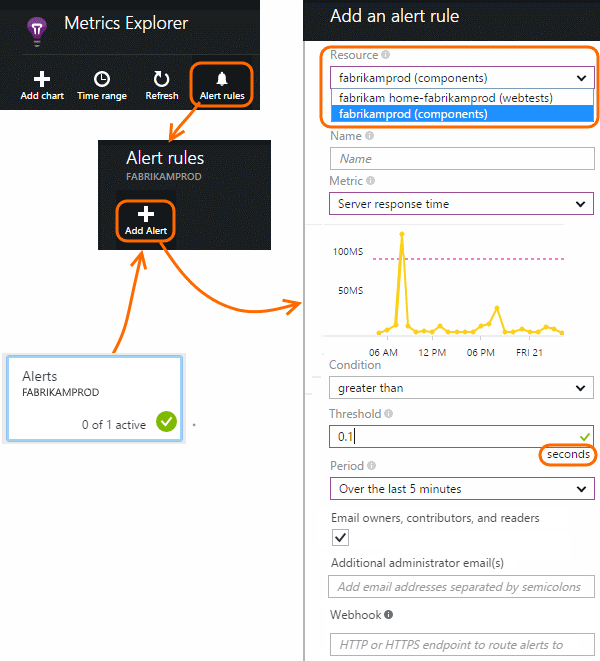 Metrics Explorer
Add chart
Time range
Refresh
Alert rules
Alert rules
FABRIKAMPROD
Add Alert
Alerts
FABRIKAMPROD
0 of 1 active
Add an alert rule
Resource
fabrikamprod (components)
fabrikam home-fabrikamprod (webtests)
fabrikamprod (components)
Name
Name
Metric
Server response time
100MS
50MS
06 AM 12 PM 06 PM FRI 21
Condition
greater than
Threshold
0.1
seconds
Period
Over the last 5 minutes
Email owners, contributors, and readers
Additional administrator email(s)
Add email addresses separated by semicolons
Webhook
HTTP or HTTPS endpoint to route alerts to